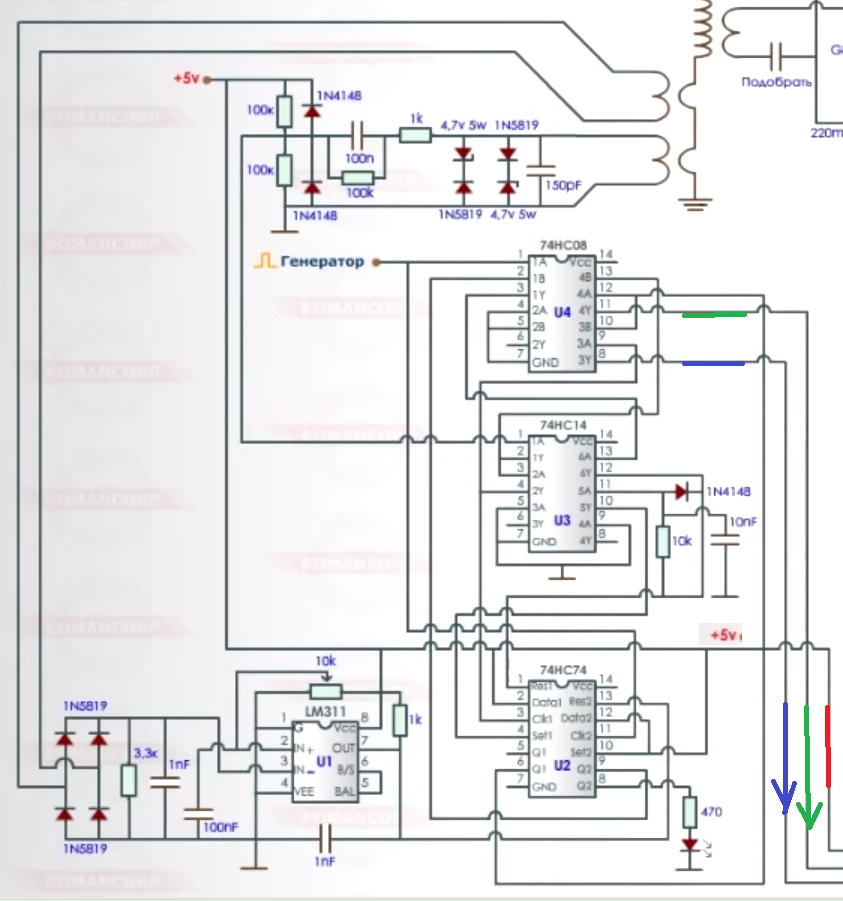 Подобрать
220m
+5v
1N4148
100к
1k
4,7v 5w 1N5819
100n
100к
100k
150pF
1N4148
1N5819 4,7v 5w
Генератор
74HC08
1 1A Vcc 14
2 1B 4B 13
3 1Y 4A 12
4 2A 4Y 11
5 2B 3B 10
6 2Y 3A 9
7 GND 3Y 8
U4
74HC14
1 1A Vcc 14
2 1Y 6A 13
3 2A 6Y 12
4 2Y 5A 11
5 3A 5Y 10
6 3Y 4A 9
7 GND 4Y 8
U3
1N4148
10nF
10k
+5v
74HC74
1 Res1 Vcc 14
2 Data1 Res2 13
3 Clk1 Data2 12
4 Set1 Clk2 11
5 Q1 Set2 10
6 Q1 Q2 9
7 GND Q2 8
U2
470
10k
LM311
1 G Vcc 8
2 IN+ OUT 7
3 IN- B/S 6
4 VEE BAL 5
U1
1k
1N5819
3,3к
1nF
100nF
1N5819
1nF
ROMANCORP